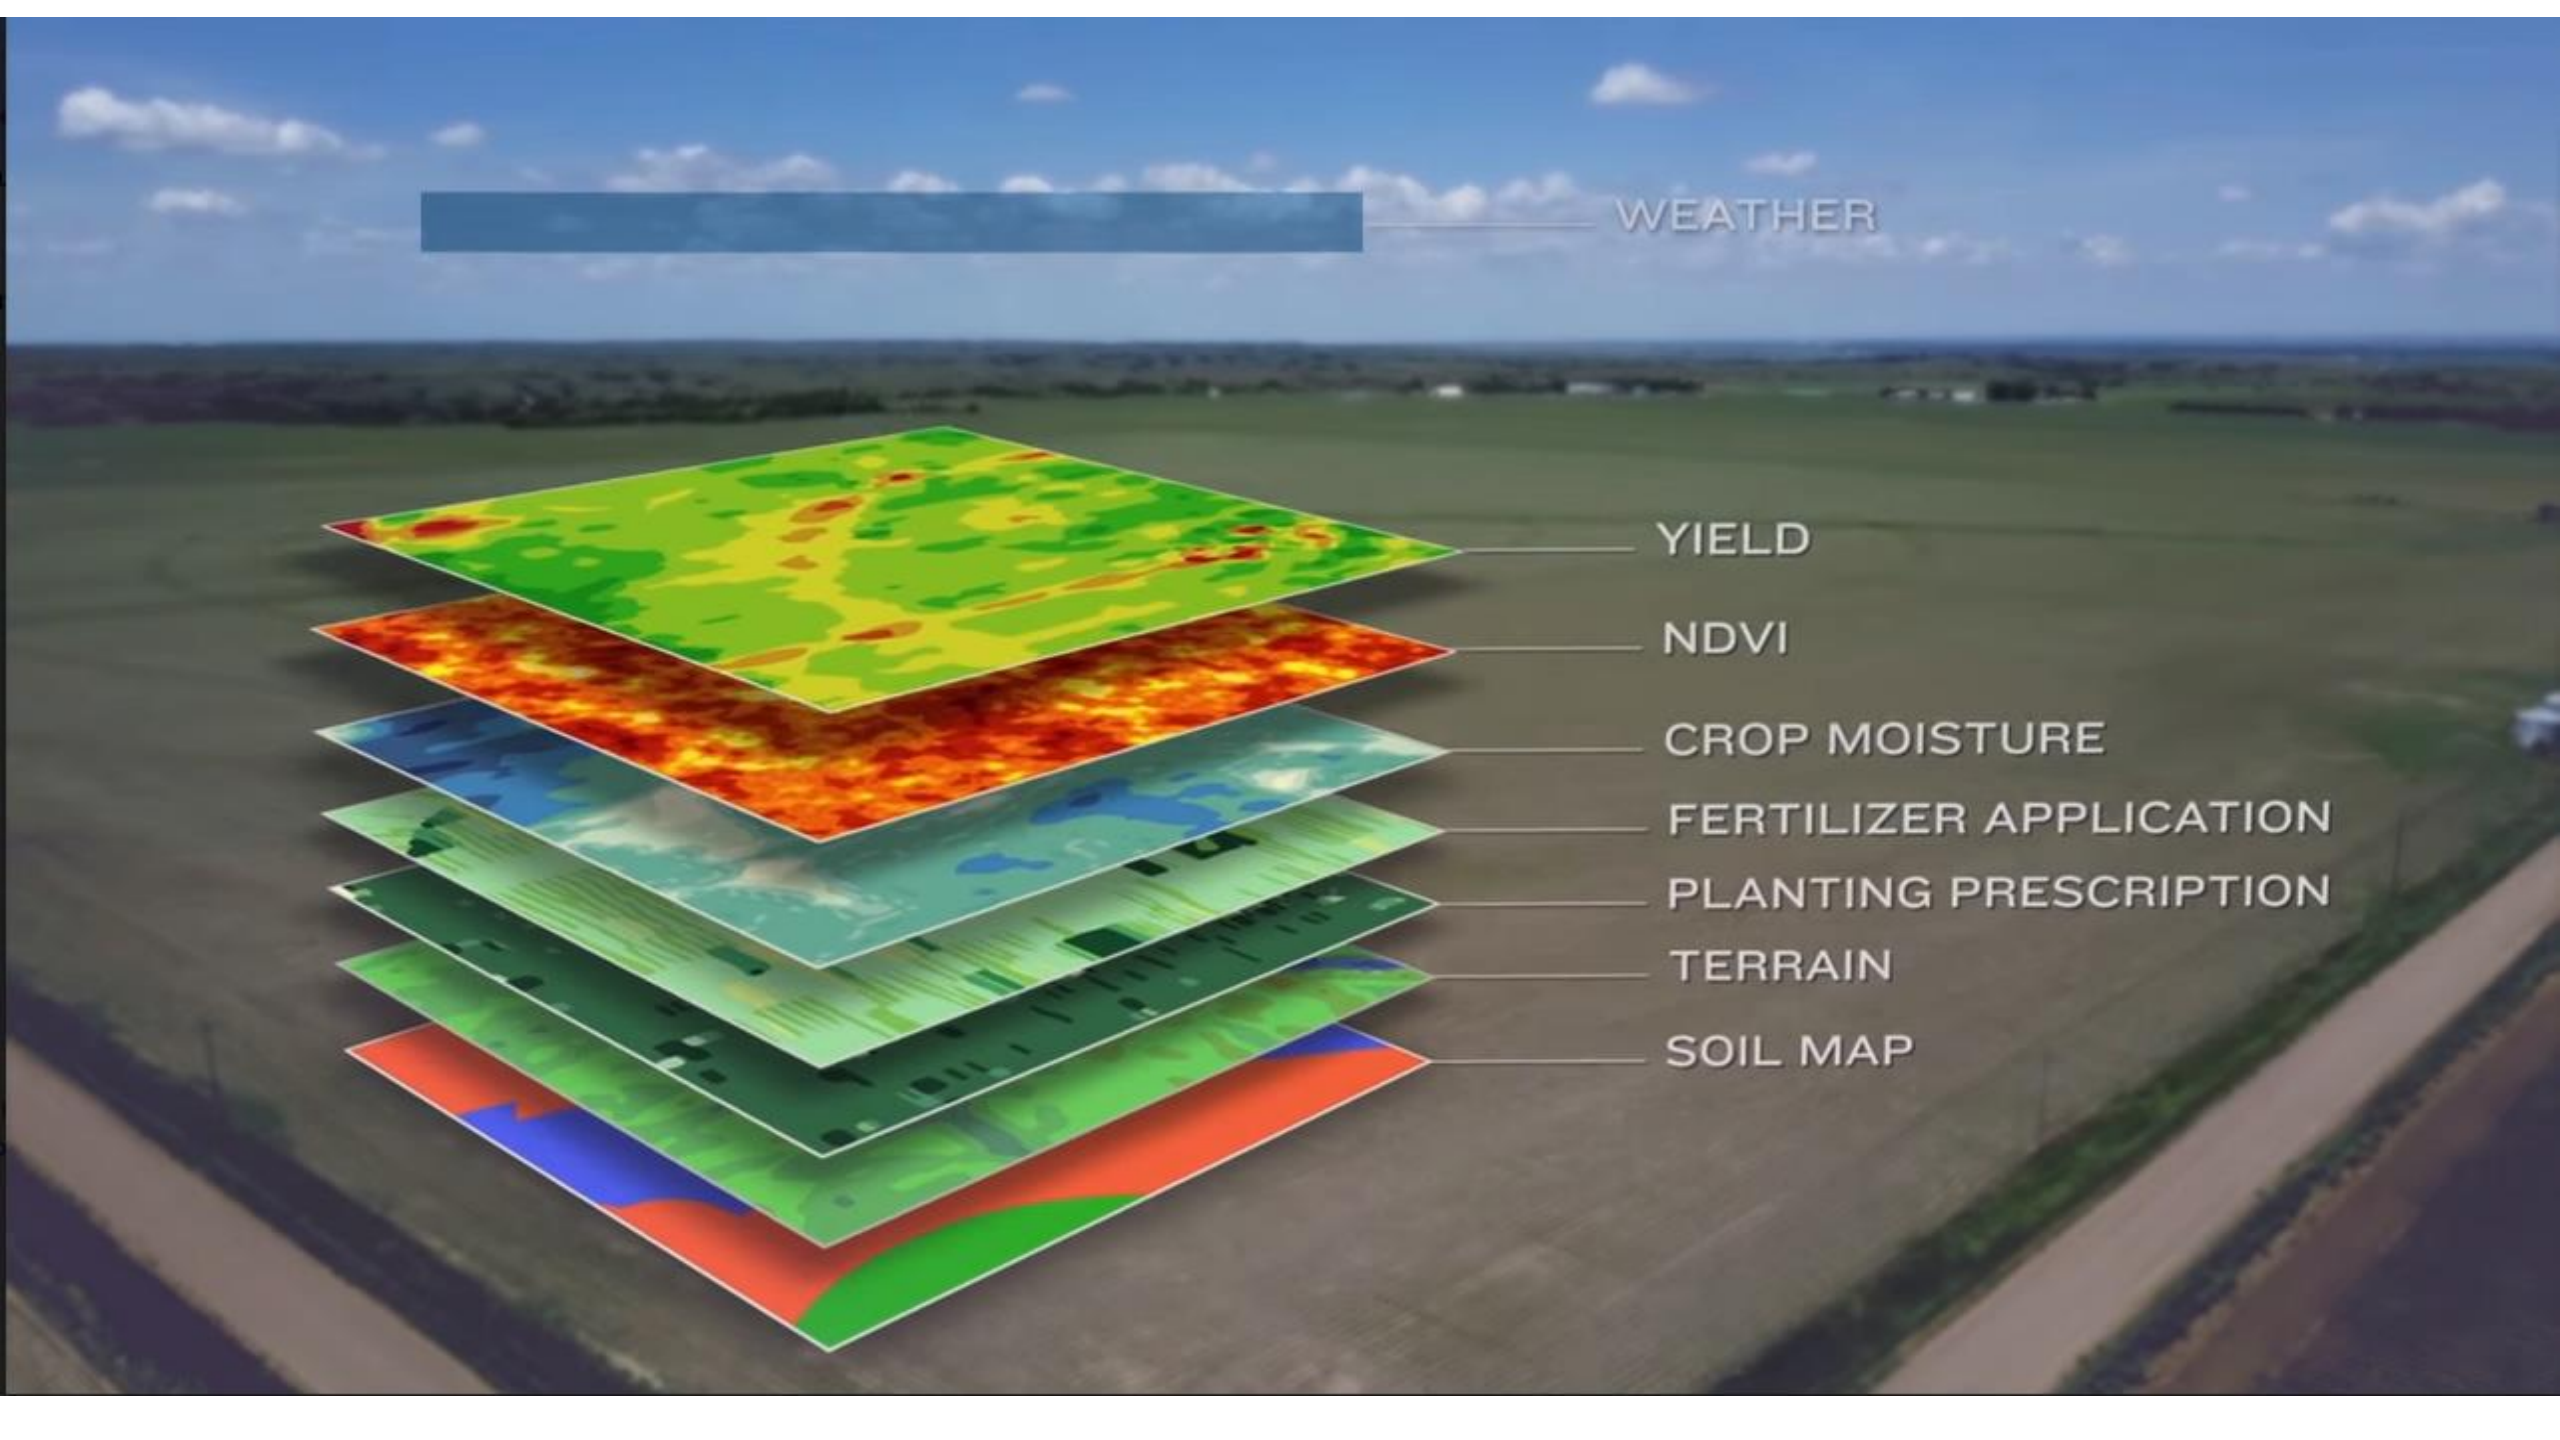 WEATHER
YIELD
NDVI
CROP MOISTURE
FERTILIZER APPLICATION
PLANTING PRESCRIPTION
TERRAIN
SOIL MAP